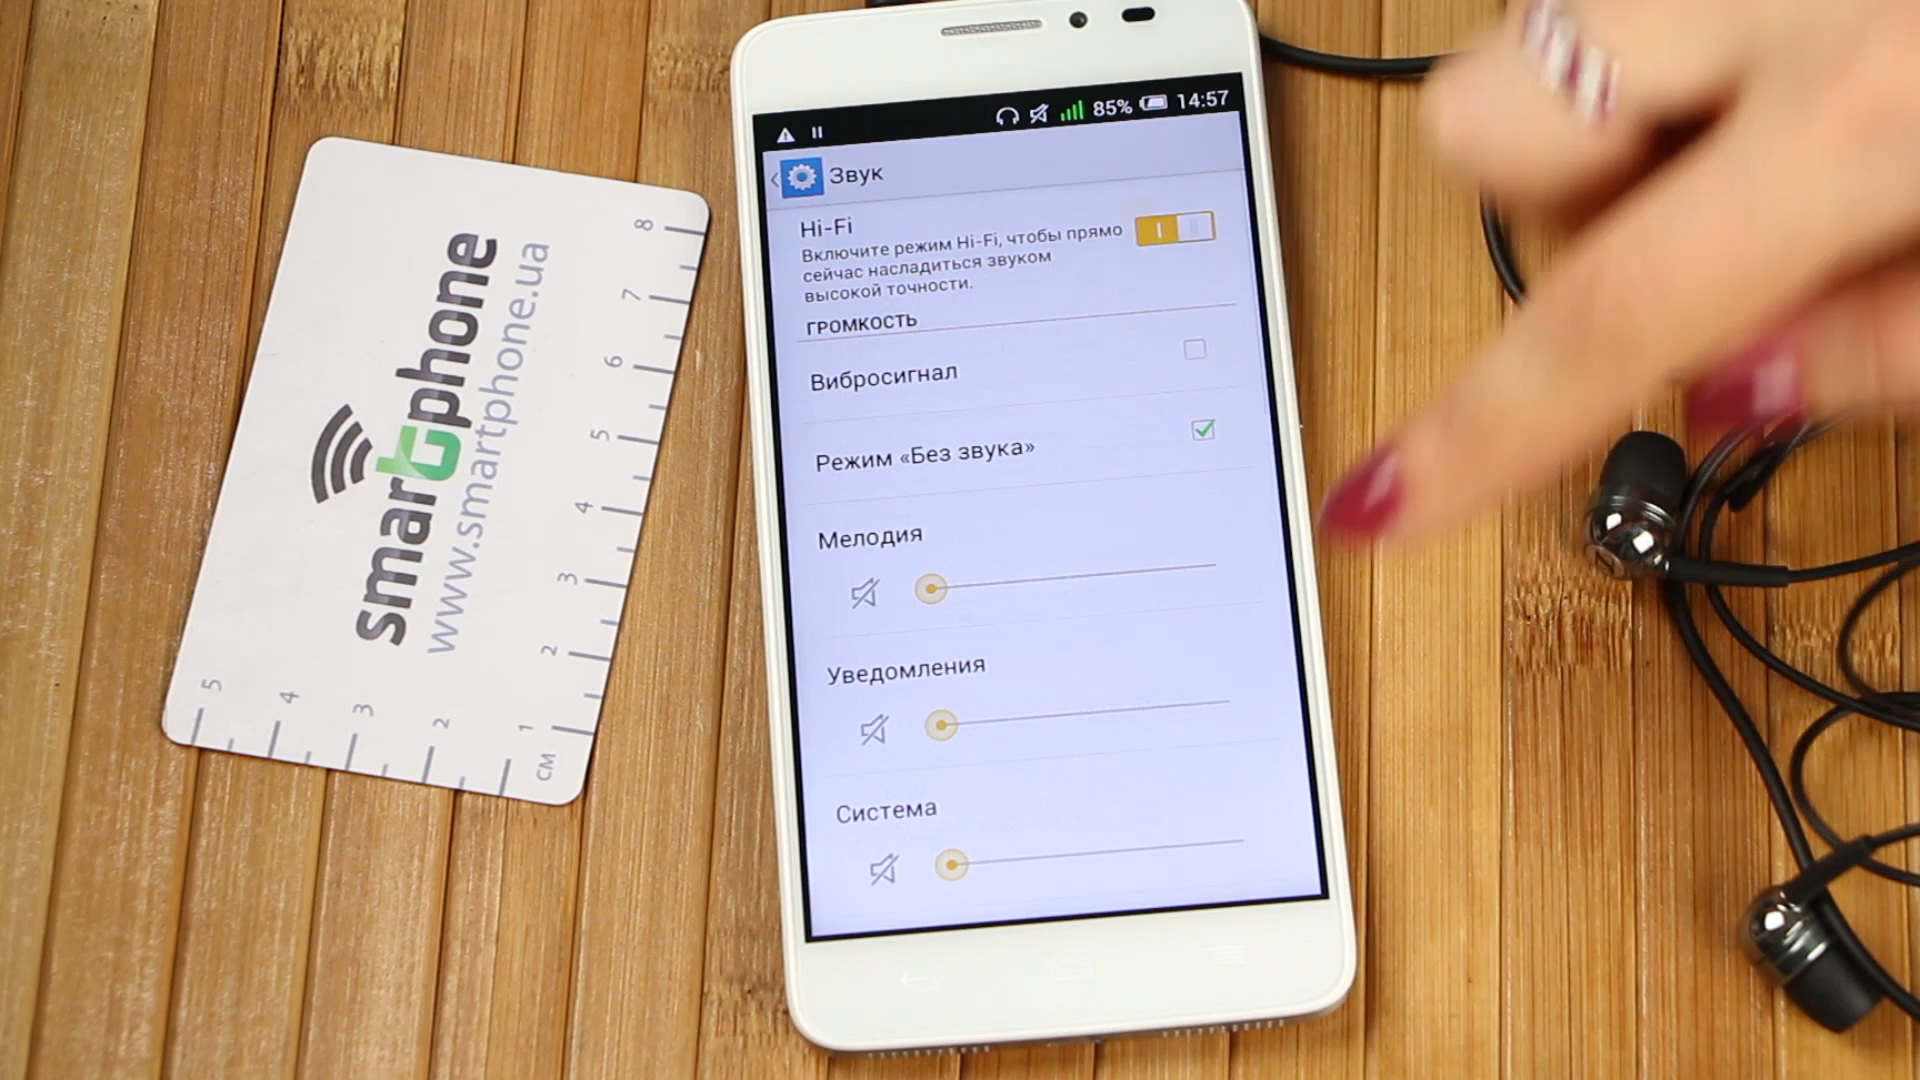 smartphone
www.smartphone.ua
8
7
6
5
4
3
2
1
см
5
4
3
2
85% 14:57
Звук
Hi-Fi
Включите режим Hi-Fi, чтобы прямо
сейчас насладиться звуком
высокой точности.
ГРОМКОСТЬ
Вибросигнал
Режим «Без звука»
Мелодия
Уведомления
Система